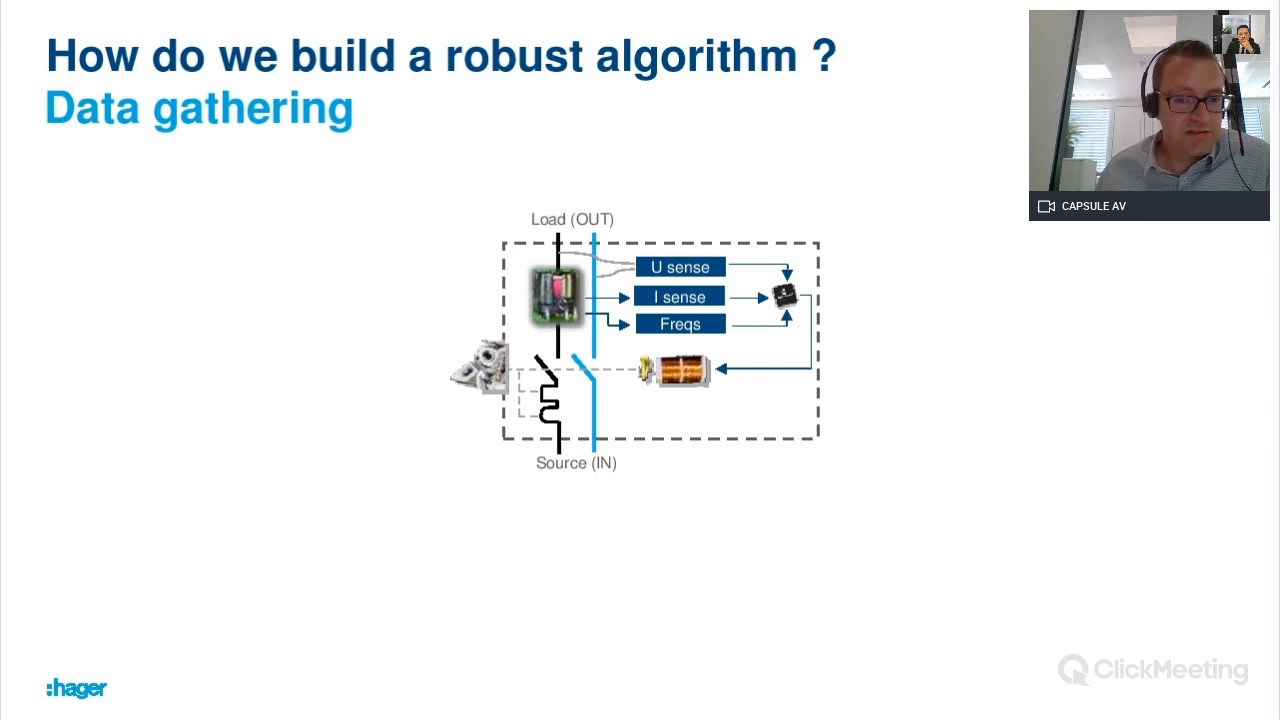 How do we build a robust algorithm ?
Data gathering
CAPSULE AV
Load (OUT)
U sense
I sense
Freqs
Source (IN)
:hager
ClickMeeting